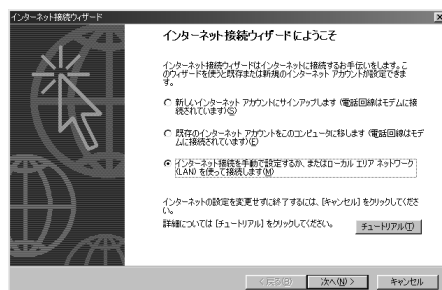 インターネット接続ウィザード
インターネット接続ウィザードにようこそ
インターネット接続ウィザードはインターネットに接続するお手伝いをします。こ
のウィザードを使うと既存または新規のインターネット アカウントが設定できま
す。
新しいインターネット アカウントにサインアップします (電話回線はモデムに接
続されています)(S)
既存のインターネット アカウントをこのコンピュータに移します (電話回線はモデ
ムに接続されています)(E)
インターネット接続を手動で設定するか、またはローカル エリア ネットワーク
(LAN) を使って接続します(M)
インターネットの設定を変更せずに終了するには、[キャンセル] をクリックしてくださ
い。
詳細については [チュートリアル] をクリックしてください。
チュートリアル(T)
< 戻る(B)
次へ(N) >
キャンセル